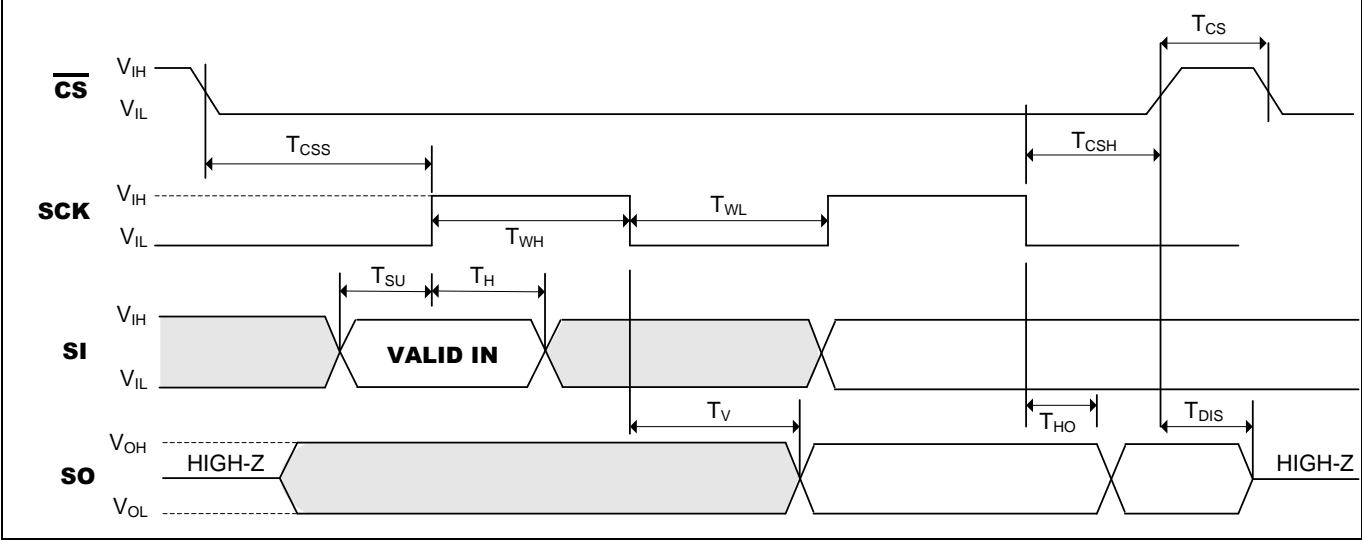 T_CS
CS
V_IH
V_IL
T_CSS
T_CSH
SCK
V_IH
V_IL
T_WH
T_WL
T_SU
T_H
SI
V_IH
V_IL
VALID IN
T_V
T_HO
T_DIS
SO
V_OH
V_OL
HIGH-Z
HIGH-Z